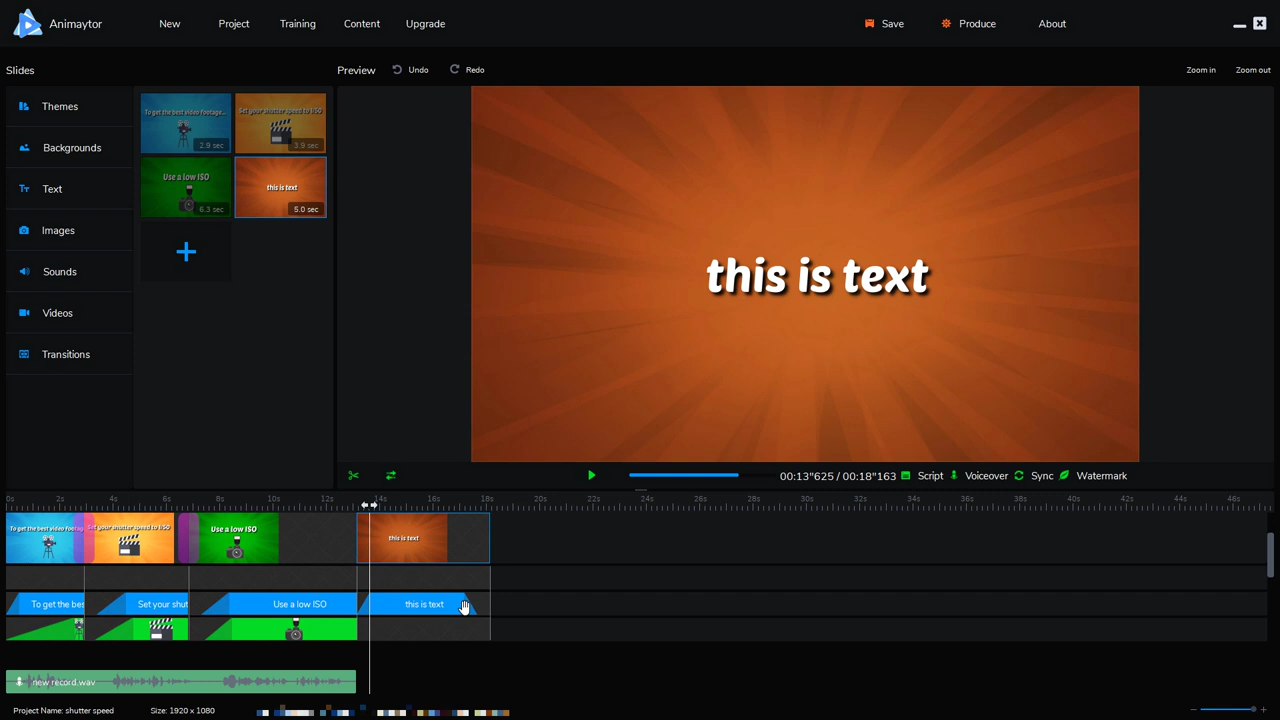 Animaytor New Project Training Content Upgrade Save Produce About
Slides Preview Undo Redo Zoom in Zoom out
Themes
Backgrounds
Text
Images
Sounds
Videos
Transitions
To get the best video footage...
2.9 sec
Set your shutter speed to 1/50
3.9 sec
Use a low ISO
6.3 sec
this is text
5.0 sec
this is text
00:13"625 / 00:18"163 Script Voiceover Sync Watermark
0s 2s 4s 6s 8s 10s 12s 14s 16s 18s 20s 22s 24s 26s 28s 30s 32s 34s 36s 38s 40s 42s 44s 46s
To get the best video footag
Set your shutter speed to 1/50
Use a low ISO
this is text
To get the bes Set your shut Use a low ISO this is text
new record.wav
Project Name: shutter speed Size: 1920 x 1080